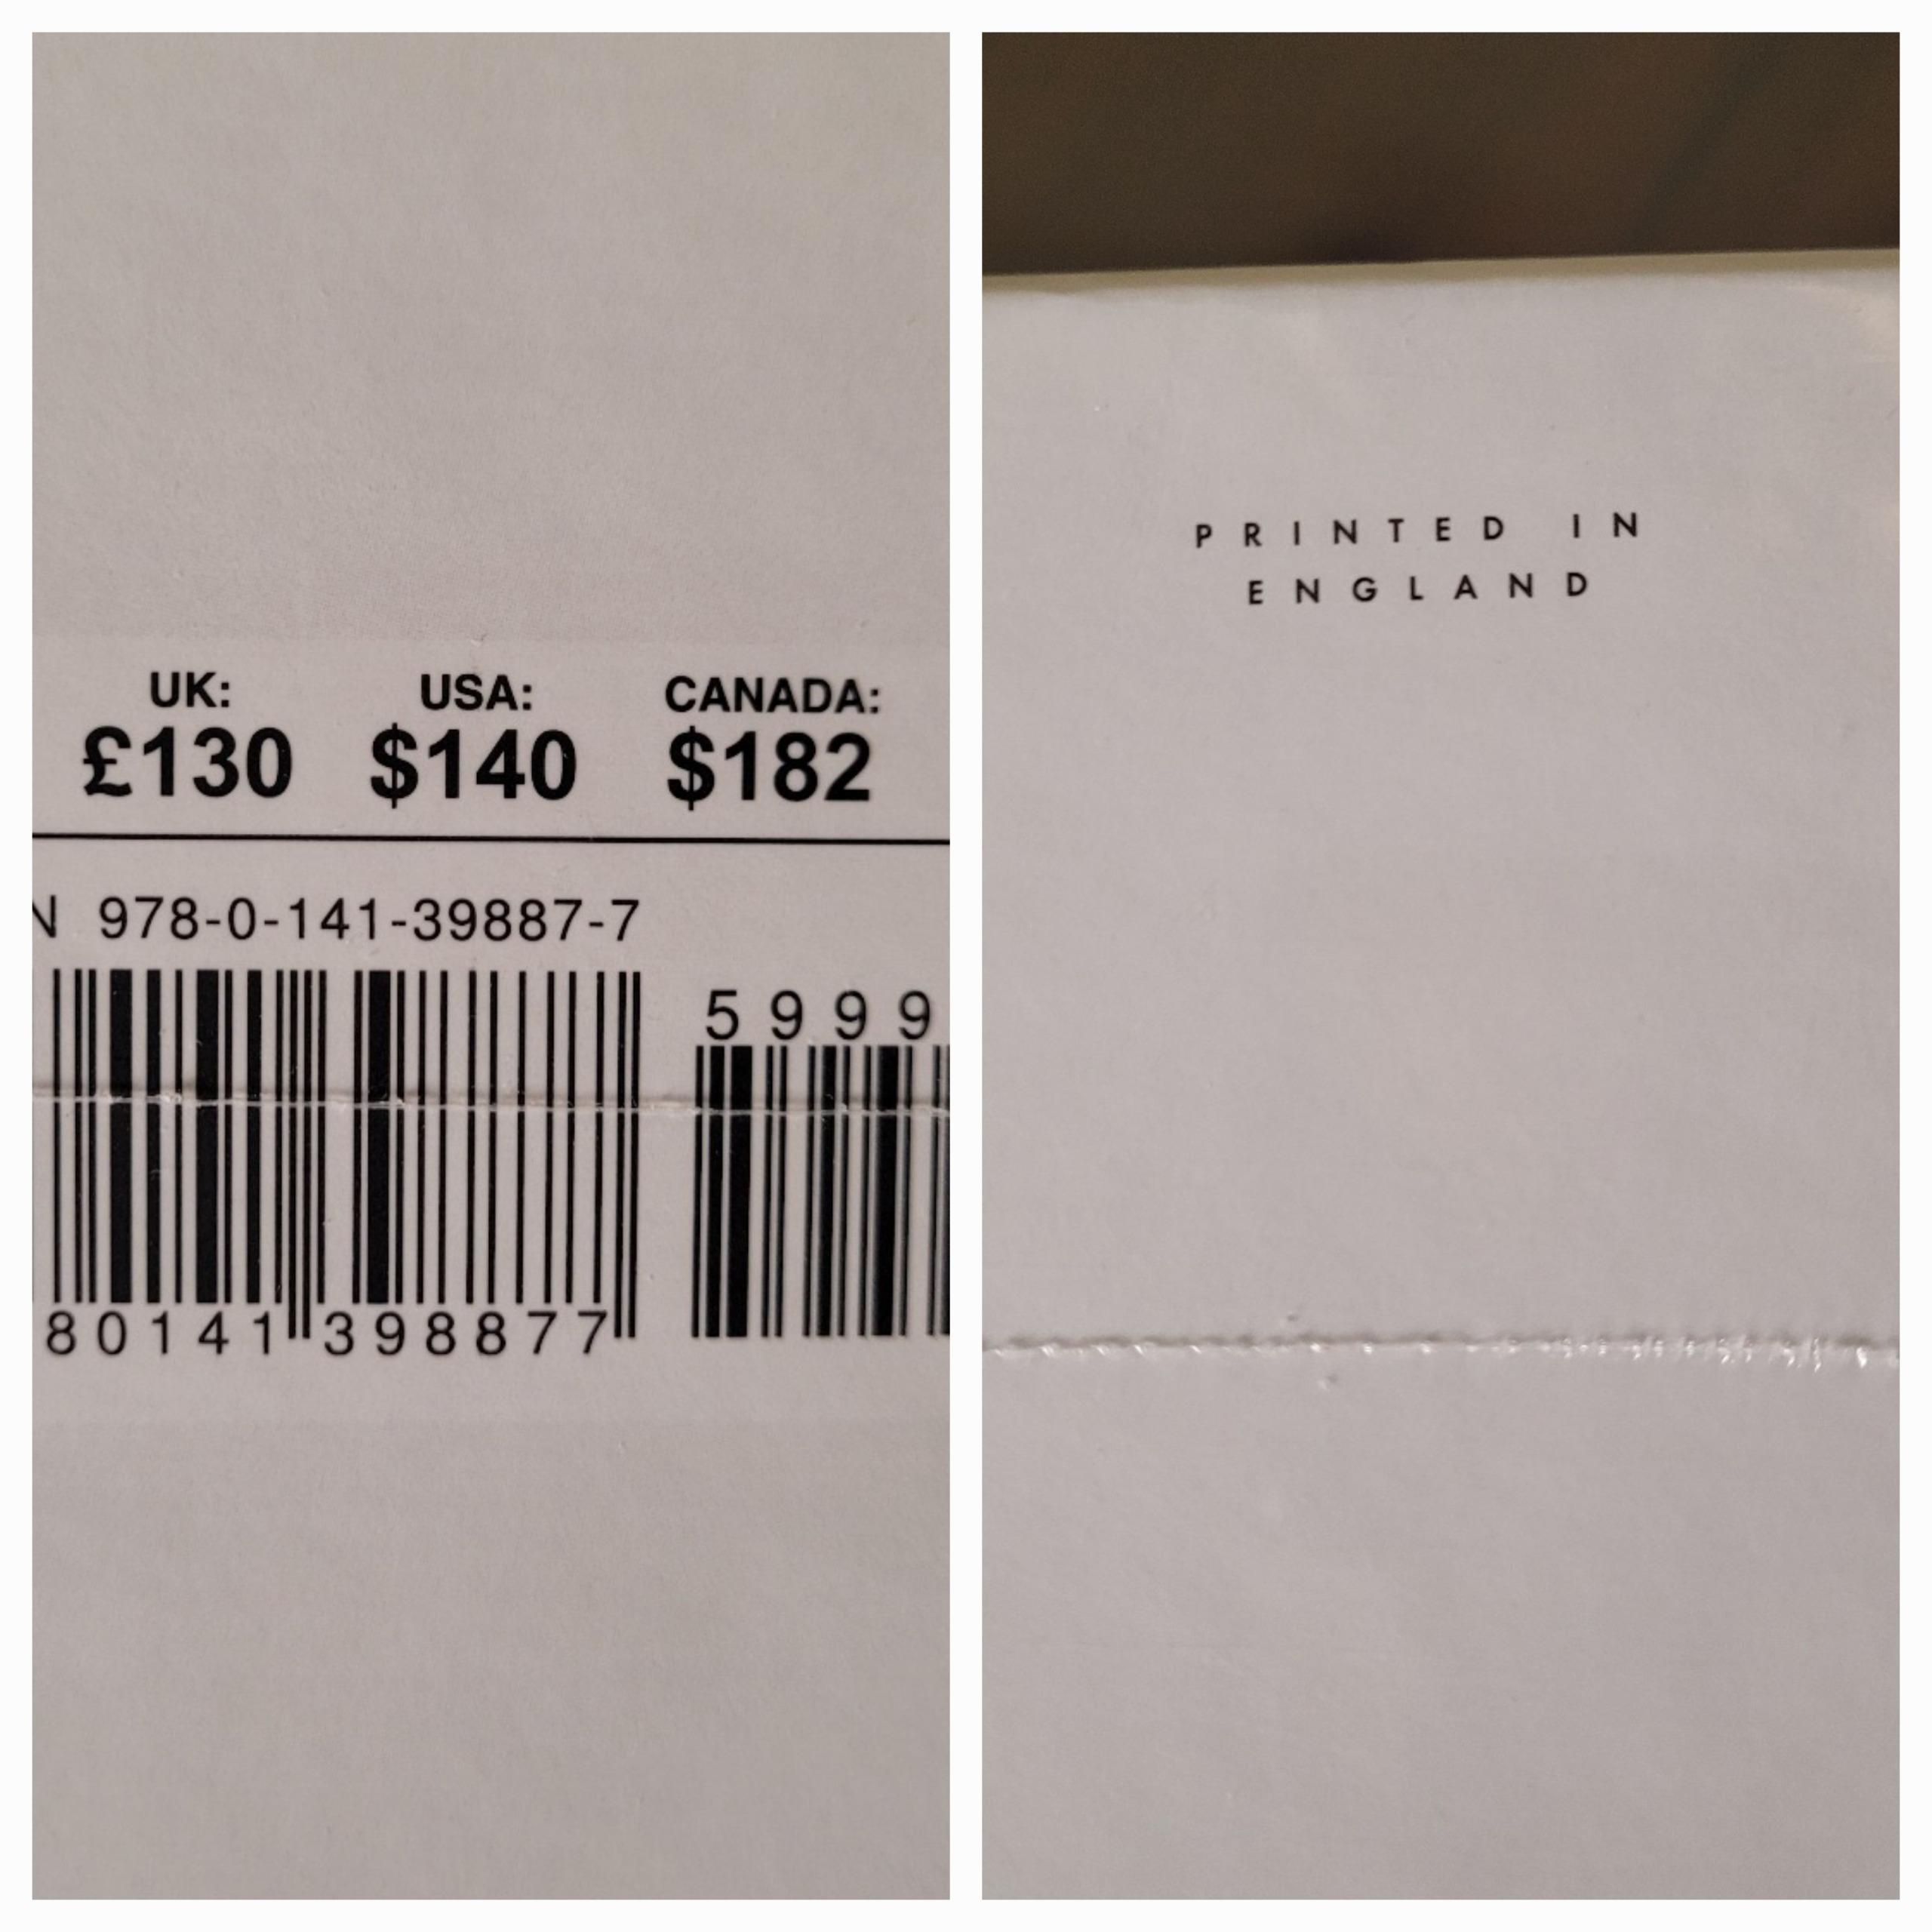 UK: USA: CANADA:
£130 $140 $182
N 978-0-141-39887-7
5999
80141 398877
PRINTED IN
ENGLAND